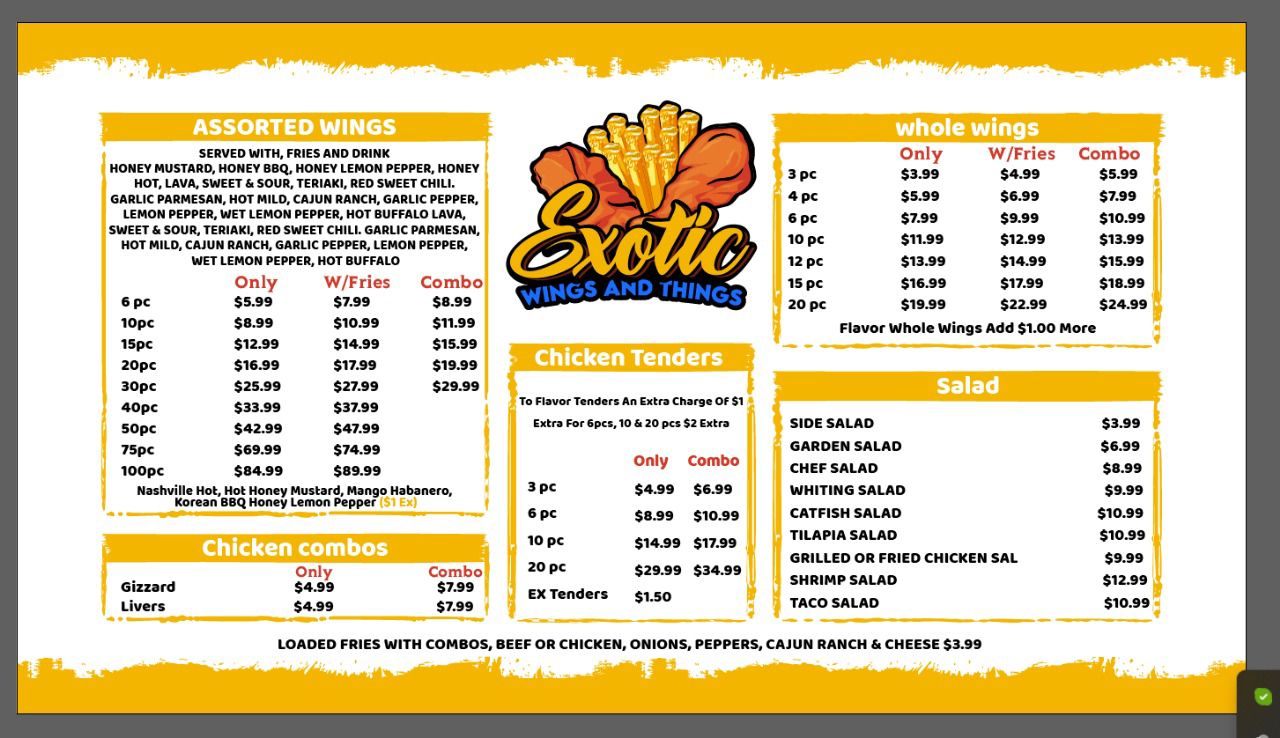 ASSORTED WINGS
SERVED WITH, FRIES AND DRINK
HONEY MUSTARD, HONEY BBQ, HONEY LEMON PEPPER, HONEY
HOT, LAVA, SWEET & SOUR, TERIAKI, RED SWEET CHILI.
GARLIC PARMESAN, HOT MILD, CAJUN RANCH, GARLIC PEPPER,
LEMON PEPPER, WET LEMON PEPPER, HOT BUFFALO LAVA,
SWEET & SOUR, TERIAKI, RED SWEET CHILI. GARLIC PARMESAN,
HOT MILD, CAJUN RANCH, GARLIC PEPPER, LEMON PEPPER,
WET LEMON PEPPER, HOT BUFFALO
Only W/Fries Combo
6 pc $5.99 $7.99 $8.99
10pc $8.99 $10.99 $11.99
15pc $12.99 $14.99 $15.99
20pc $16.99 $17.99 $19.99
30pc $25.99 $27.99 $29.99
40pc $33.99 $37.99
50pc $42.99 $47.99
75pc $69.99 $74.99
100pc $84.99 $89.99
Nashville Hot, Hot Honey Mustard, Mango Habanero,
Korean BBQ Honey Lemon Pepper ($1 Ex)
Chicken combos
Only Combo
Gizzard $4.99 $7.99
Livers $4.99 $7.99
Exotic
WINGS AND THINGS
Chicken Tenders
To Flavor Tenders An Extra Charge Of $1
Extra For 6pcs, 10 & 20 pcs $2 Extra
Only Combo
3 pc $4.99 $6.99
6 pc $8.99 $10.99
10 pc $14.99 $17.99
20 pc $29.99 $34.99
EX Tenders $1.50
whole wings
Only W/Fries Combo
3 pc $3.99 $4.99 $5.99
4 pc $5.99 $6.99 $7.99
6 pc $7.99 $9.99 $10.99
10 pc $11.99 $12.99 $13.99
12 pc $13.99 $14.99 $15.99
15 pc $16.99 $17.99 $18.99
20 pc $19.99 $22.99 $24.99
Flavor Whole Wings Add $1.00 More
Salad
SIDE SALAD $3.99
GARDEN SALAD $6.99
CHEF SALAD $8.99
WHITING SALAD $9.99
CATFISH SALAD $10.99
TILAPIA SALAD $10.99
GRILLED OR FRIED CHICKEN SAL $9.99
SHRIMP SALAD $12.99
TACO SALAD $10.99
LOADED FRIES WITH COMBOS, BEEF OR CHICKEN, ONIONS, PEPPERS, CAJUN RANCH & CHEESE $3.99